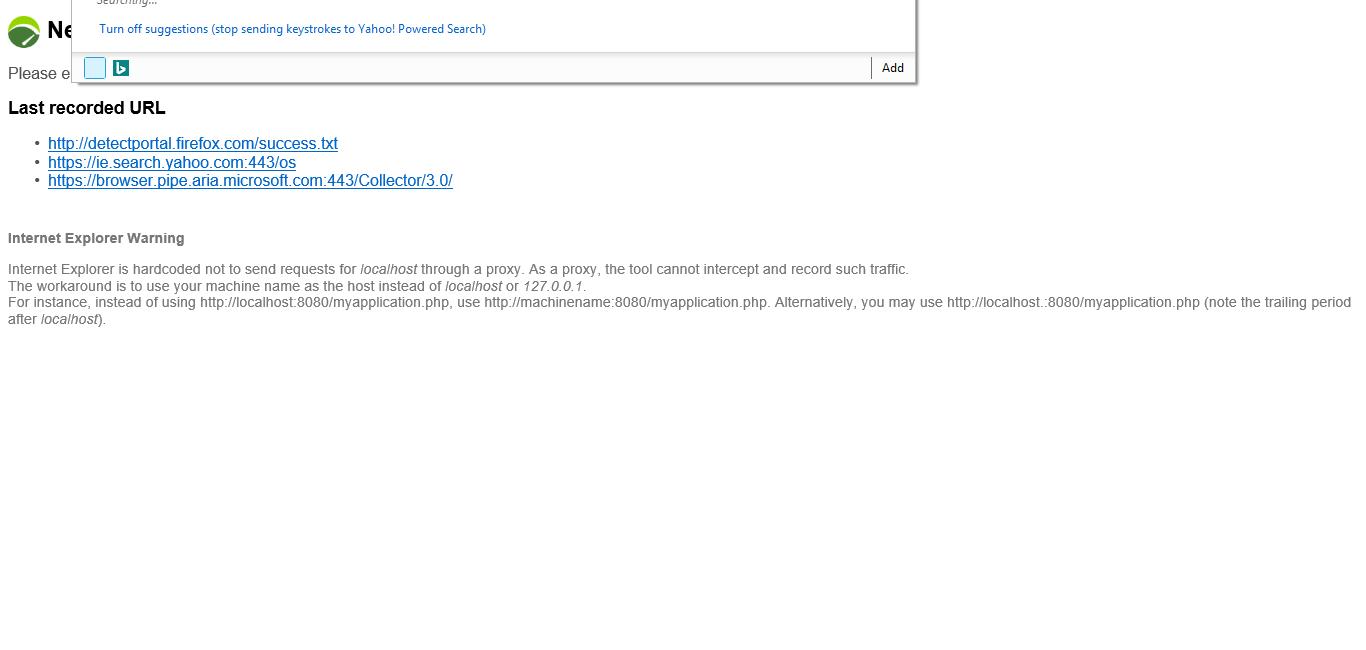 Searching...
Turn off suggestions (stop sending keystrokes to Yahoo! Powered Search)
Ne
Add
Please e
Last recorded URL
• http://detectportal.firefox.com/success.txt
• https://ie.search.yahoo.com:443/os
• https://browser.pipe.aria.microsoft.com:443/Collector/3.0/
Internet Explorer Warning
Internet Explorer is hardcoded not to send requests for localhost through a proxy. As a proxy, the tool cannot intercept and record such traffic.
The workaround is to use your machine name as the host instead of localhost or 127.0.0.1.
For instance, instead of using http://localhost:8080/myapplication.php, use http://machinename:8080/myapplication.php. Alternatively, you may use http://localhost.:8080/myapplication.php (note the trailing period
after localhost).